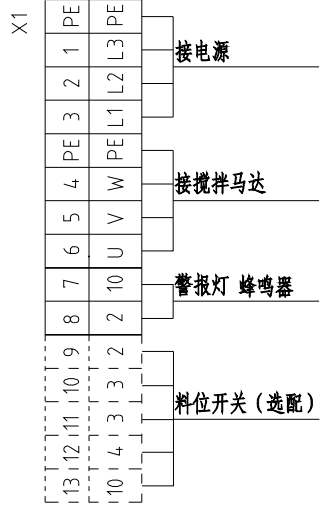 X1
PE PE
1 L3
2 L2
3 L1
接电源
PE PE
4 W
5 V
6 U
接搅拌马达
7 10
8 2
警报灯 蜂鸣器
9 2
10 3
11 3
12 4
13 10
料位开关（选配）